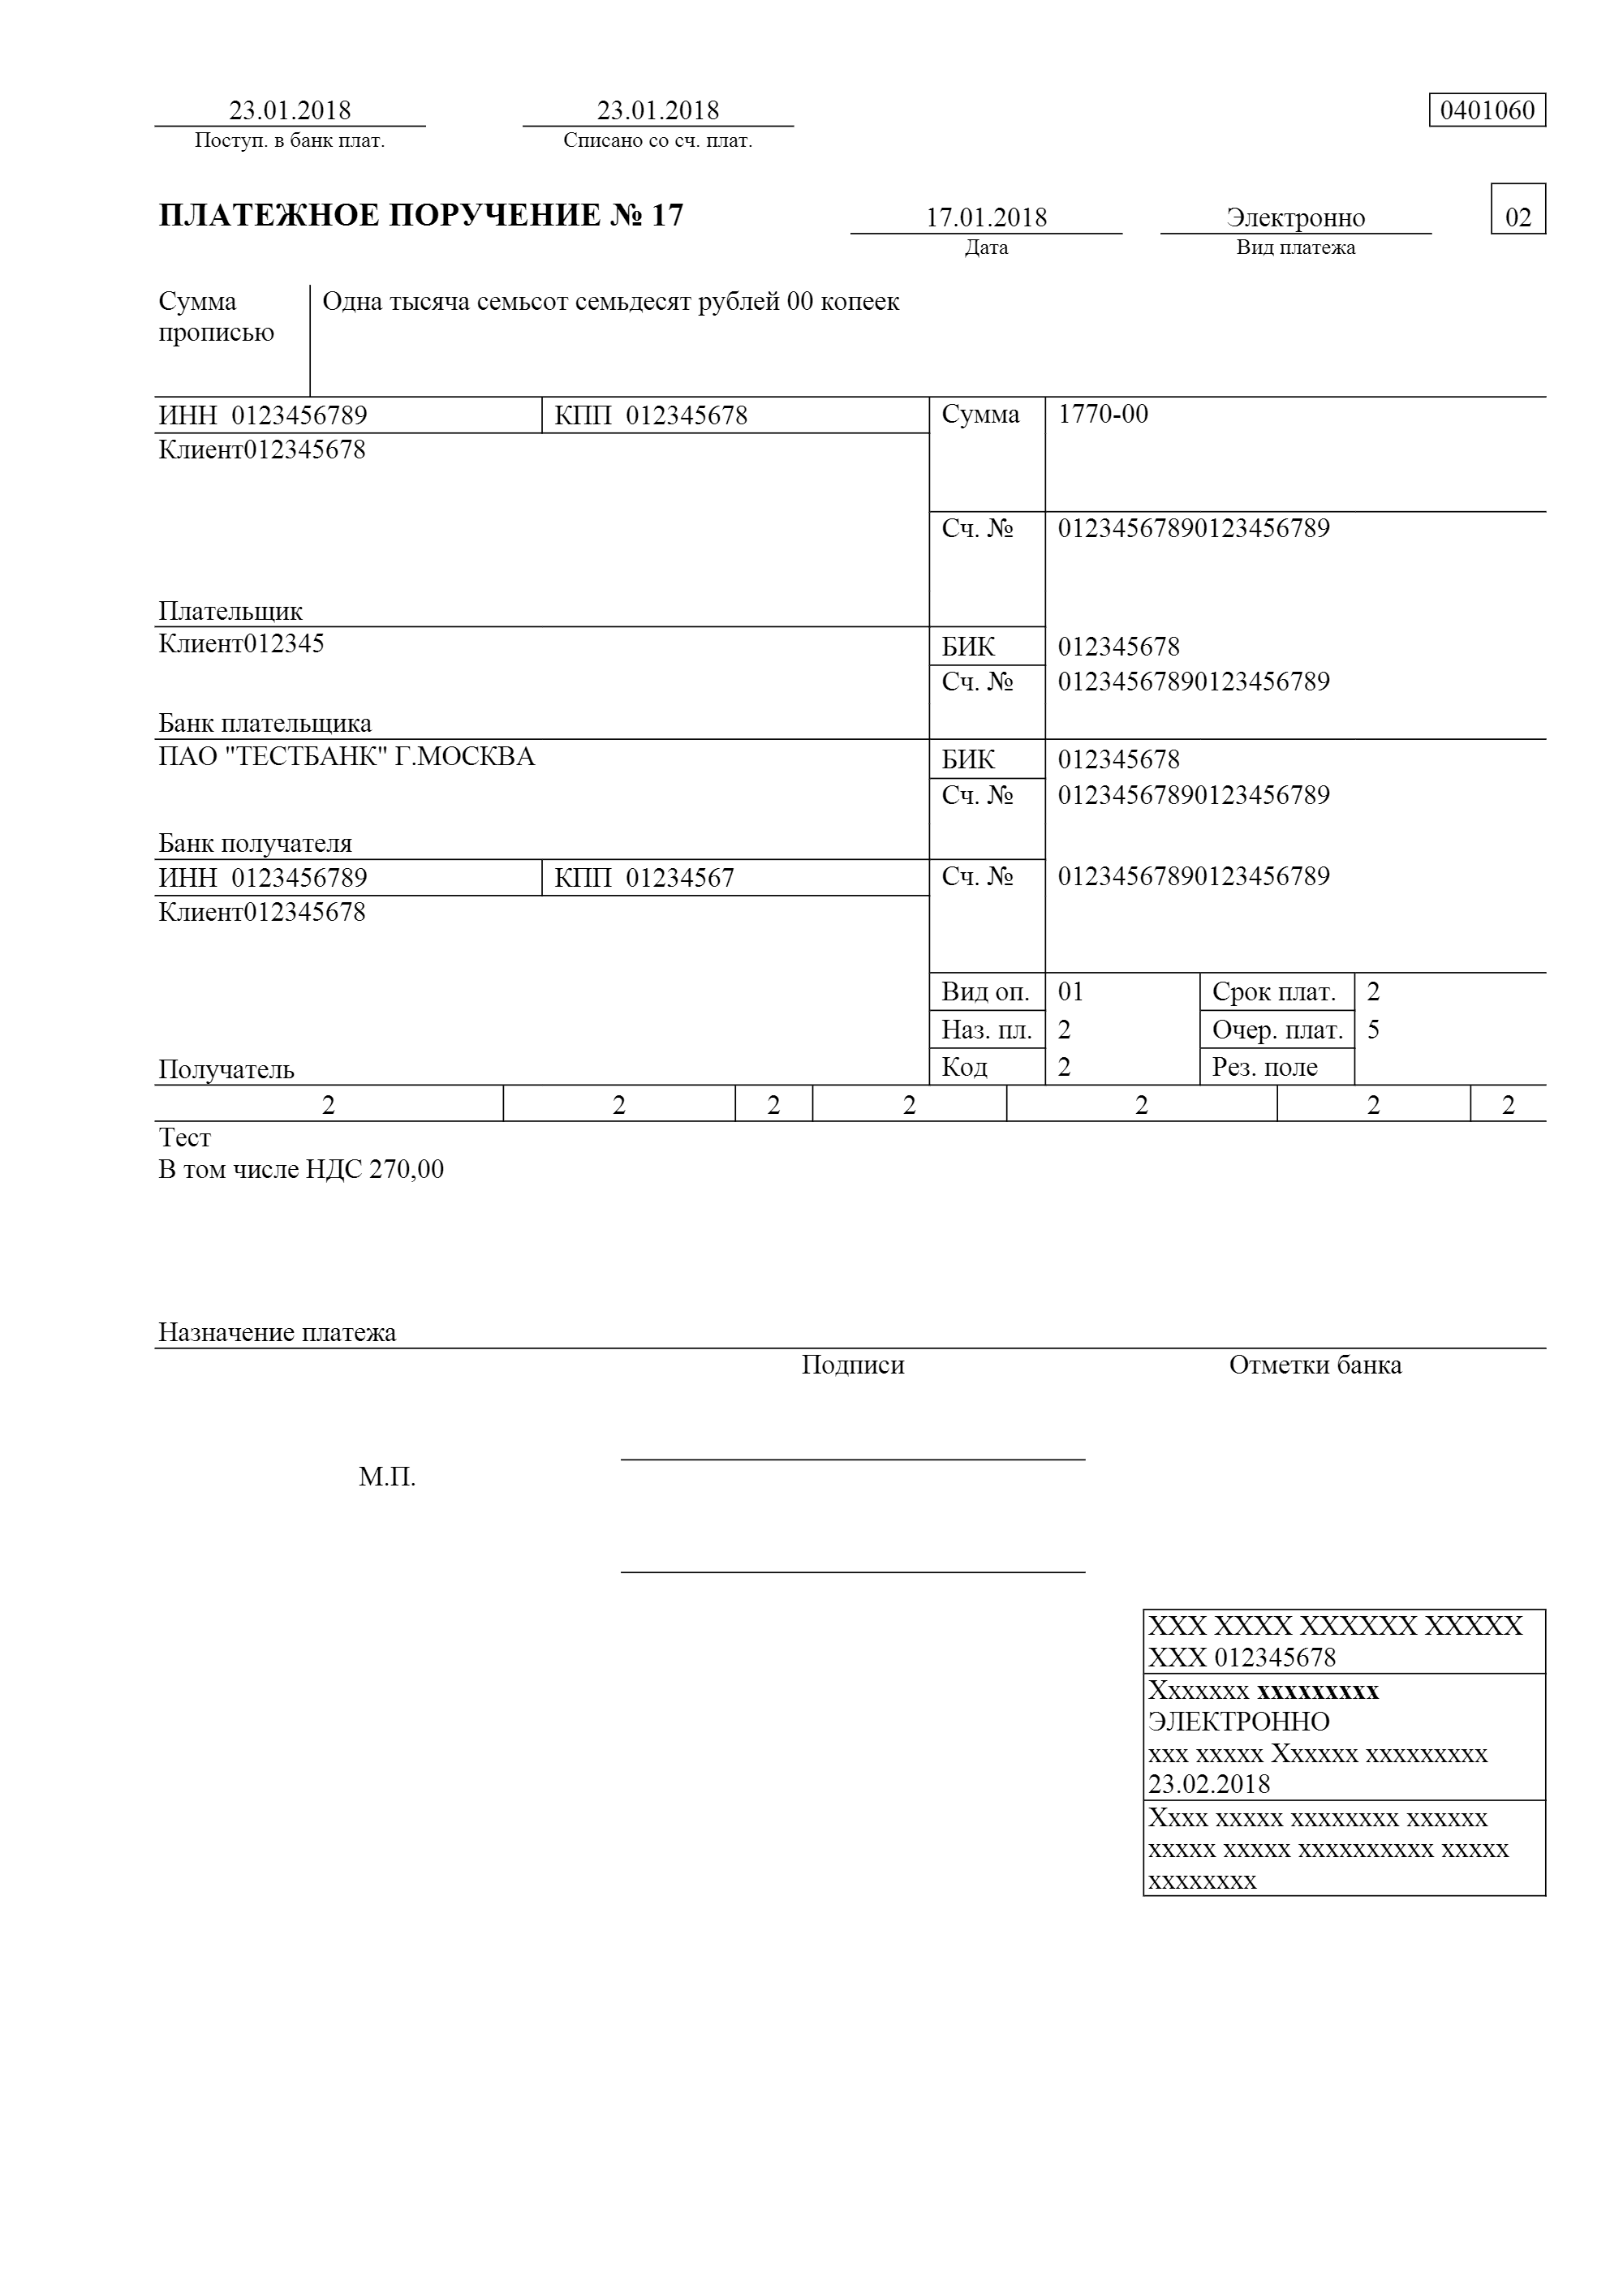 23.01.2018 23.01.2018 0401060
Поступ. в банк плат. Списано со сч. плат.
ПЛАТЕЖНОЕ ПОРУЧЕНИЕ № 17 17.01.2018 Электронно 02
Дата Вид платежа
Сумма Одна тысяча семьсот семьдесят рублей 00 копеек
прописью
ИНН 0123456789 КПП 012345678 Сумма 1770-00
Клиент012345678
Сч. № 01234567890123456789
Плательщик
Клиент012345 БИК 012345678
Сч. № 01234567890123456789
Банк плательщика
ПАО "ТЕСТБАНК" Г.МОСКВА БИК 012345678
Сч. № 01234567890123456789
Банк получателя
ИНН 0123456789 КПП 01234567 Сч. № 01234567890123456789
Клиент012345678
Вид оп. 01 Срок плат. 2
Наз. пл. 2 Очер. плат. 5
Получатель Код 2 Рез. поле
2 2 2 2 2 2 2
Тест
В том числе НДС 270,00
Назначение платежа
Подписи Отметки банка
М.П.
XXX XXXX XXXXXX XXXXX
XXX 012345678
Xxxxxxx xxxxxxxxx
ЭЛЕКТРОННО
xxx xxxxx Xxxxxx xxxxxxxxx
23.02.2018
Xxxx xxxxx xxxxxxxx xxxxxx
xxxxx xxxxx xxxxxxxxxx xxxxx
xxxxxxxx